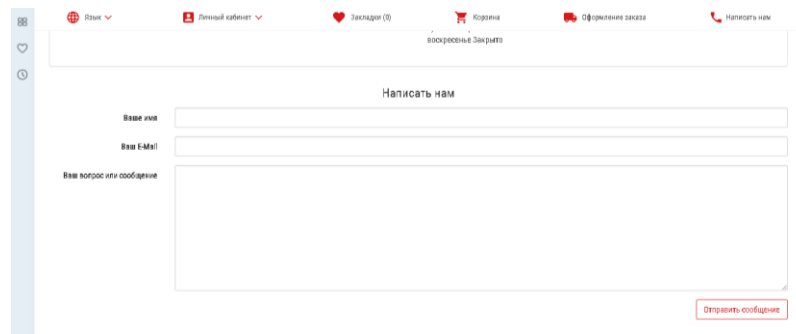 Язык
Личный кабинет
Закладки (0)
Корзина
Оформление заказа
Написать нам
воскресенье Закрыто
Написать нам
Ваше имя
Ваш E-Mail
Ваш вопрос или сообщение
Отправить сообщение